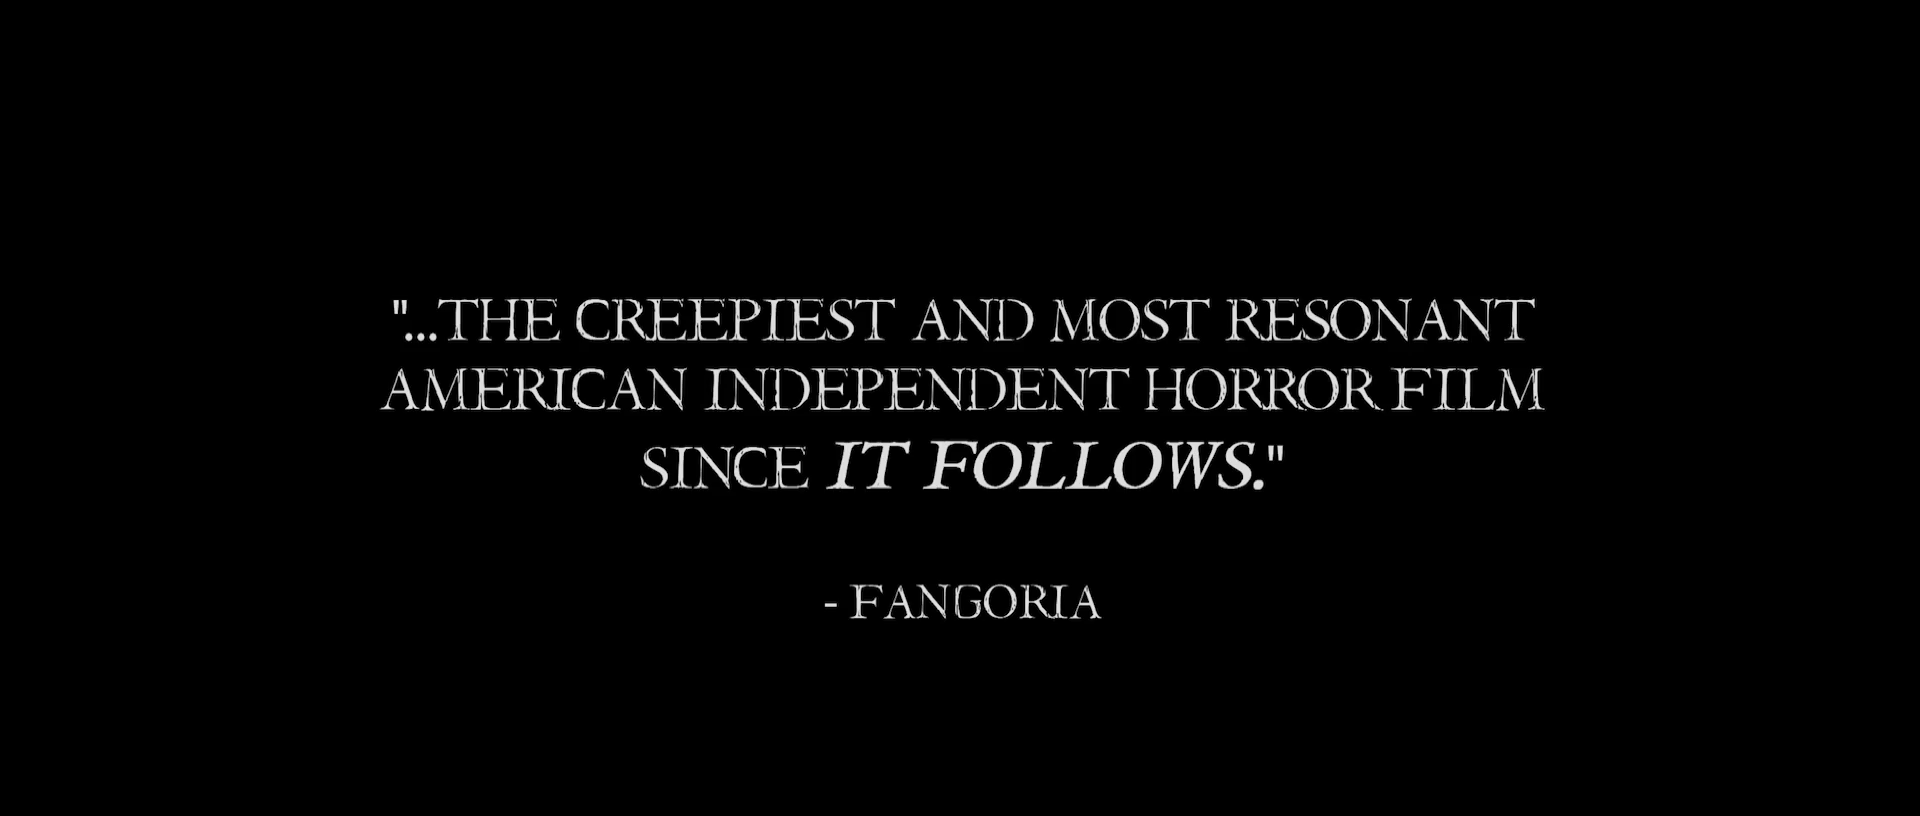 "...THE CREEPIEST AND MOST RESONANT
AMERICAN INDEPENDENT HORROR FILM
SINCE IT FOLLOWS."
- FANGORIA